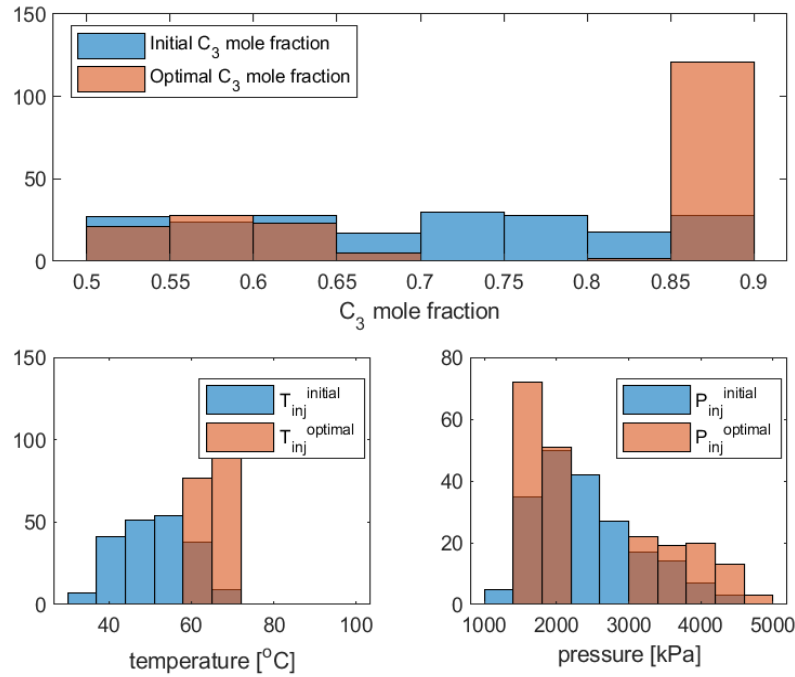 150
100
50
0
Initial C3 mole fraction
Optimal C3 mole fraction
0.5 0.55 0.6 0.65 0.7 0.75 0.8 0.85 0.9
C3 mole fraction
150
100
50
0
Tinj initial
Tinj optimal
40 60 80 100
temperature [oC]
80
60
40
20
0
Pinj initial
Pinj optimal
1000 2000 3000 4000 5000
pressure [kPa]